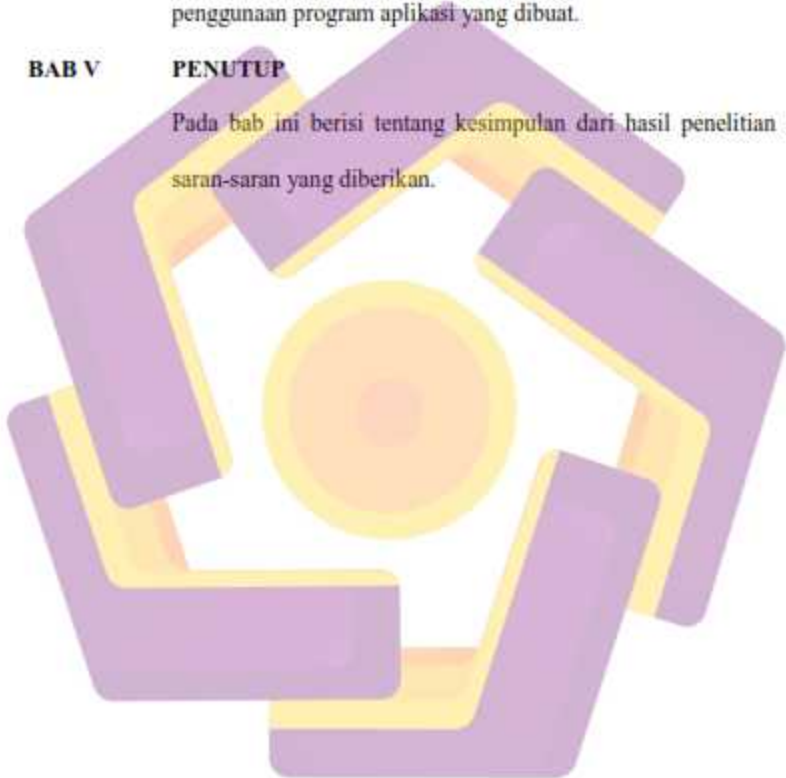 penggunaan program aplikasi yang dibuat.
BAB V PENUTUP
Pada bab ini berisi tentang kesimpulan dari hasil penelitian
saran-saran yang diberikan.